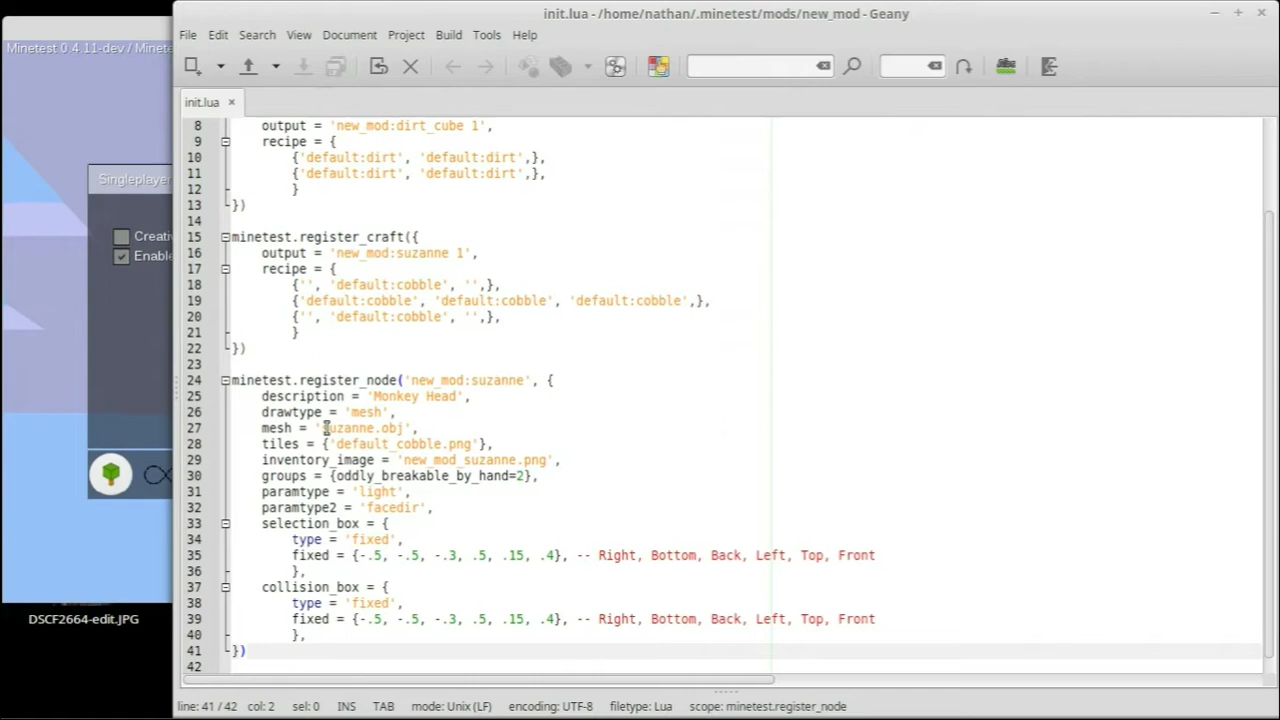 init.lua - /home/nathan/.minetest/mods/new_mod - Geany
File Edit Search View Document Project Build Tools Help
Minetest 0.4.11-dev / Minete
init.lua
8 output = 'new_mod:dirt_cube 1',
9 recipe = {
10 {'default:dirt', 'default:dirt',},
11 {'default:dirt', 'default:dirt',},
12 }
13 })
14
15 minetest.register_craft({
16 output = 'new_mod:suzanne 1',
17 recipe = {
18 {'', 'default:cobble', '',},
19 {'default:cobble', 'default:cobble', 'default:cobble',},
20 {'', 'default:cobble', '',},
21 }
22 })
23
24 minetest.register_node('new_mod:suzanne', {
25 description = 'Monkey Head',
26 drawtype = 'mesh',
27 mesh = 'suzanne.obj',
28 tiles = {'default_cobble.png'},
29 inventory_image = 'new_mod_suzanne.png',
30 groups = {oddly_breakable_by_hand=2},
31 paramtype = 'light',
32 paramtype2 = 'facedir',
33 selection_box = {
34 type = 'fixed',
35 fixed = {-.5, -.5, -.3, .5, .15, .4}, -- Right, Bottom, Back, Left, Top, Front
36 },
37 collision_box = {
38 type = 'fixed',
39 fixed = {-.5, -.5, -.3, .5, .15, .4}, -- Right, Bottom, Back, Left, Top, Front
40 },
41 })
42
Singleplayer
Creati
Enable
DSCF2664-edit.JPG
line: 41 / 42 col: 2 sel: 0 INS TAB mode: Unix (LF) encoding: UTF-8 filetype: Lua scope: minetest.register_node